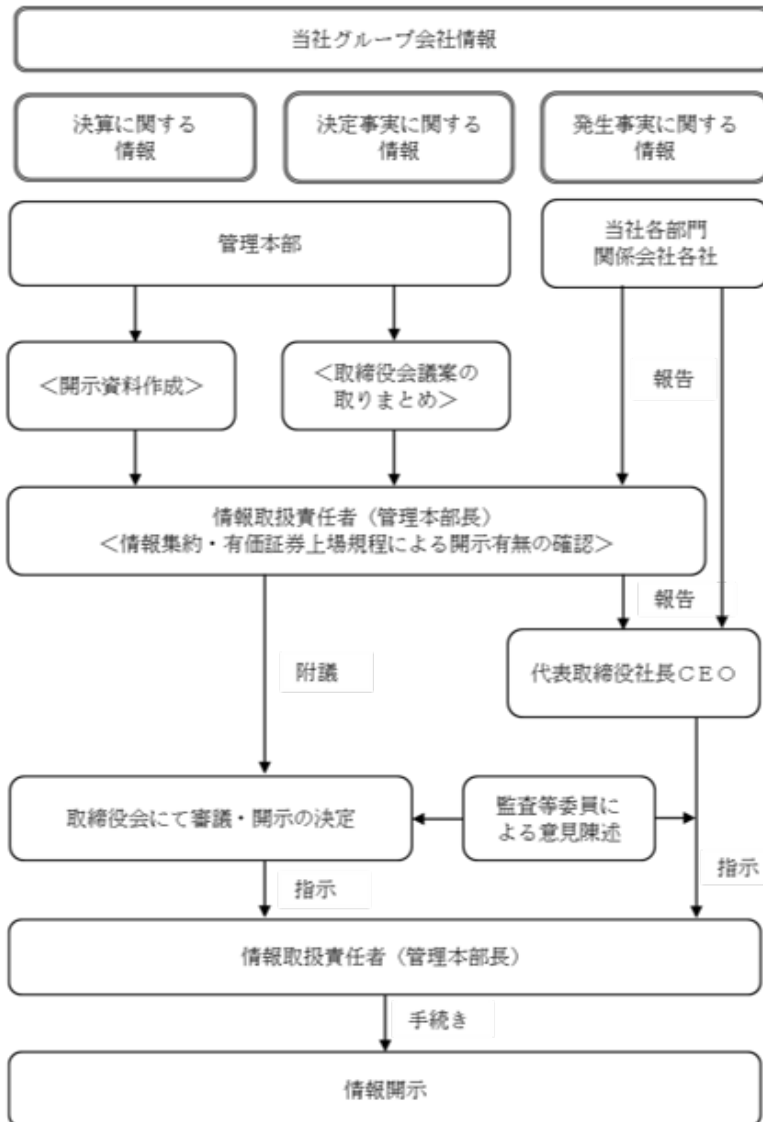 当社グループ会社情報
決算に関する
情報
決定事実に関する
情報
発生事実に関する
情報
管理本部
当社各部門
関係会社各社
＜開示資料作成＞
＜取締役会議案の
取りまとめ＞
報告
情報取扱責任者（管理本部長）
＜情報集約・有価証券上場規程による開示有無の確認＞
報告
附議
代表取締役社長ＣＥＯ
取締役会にて審議・開示の決定
監査等委員に
よる意見陳述
指示
指示
情報取扱責任者（管理本部長）
手続き
情報開示